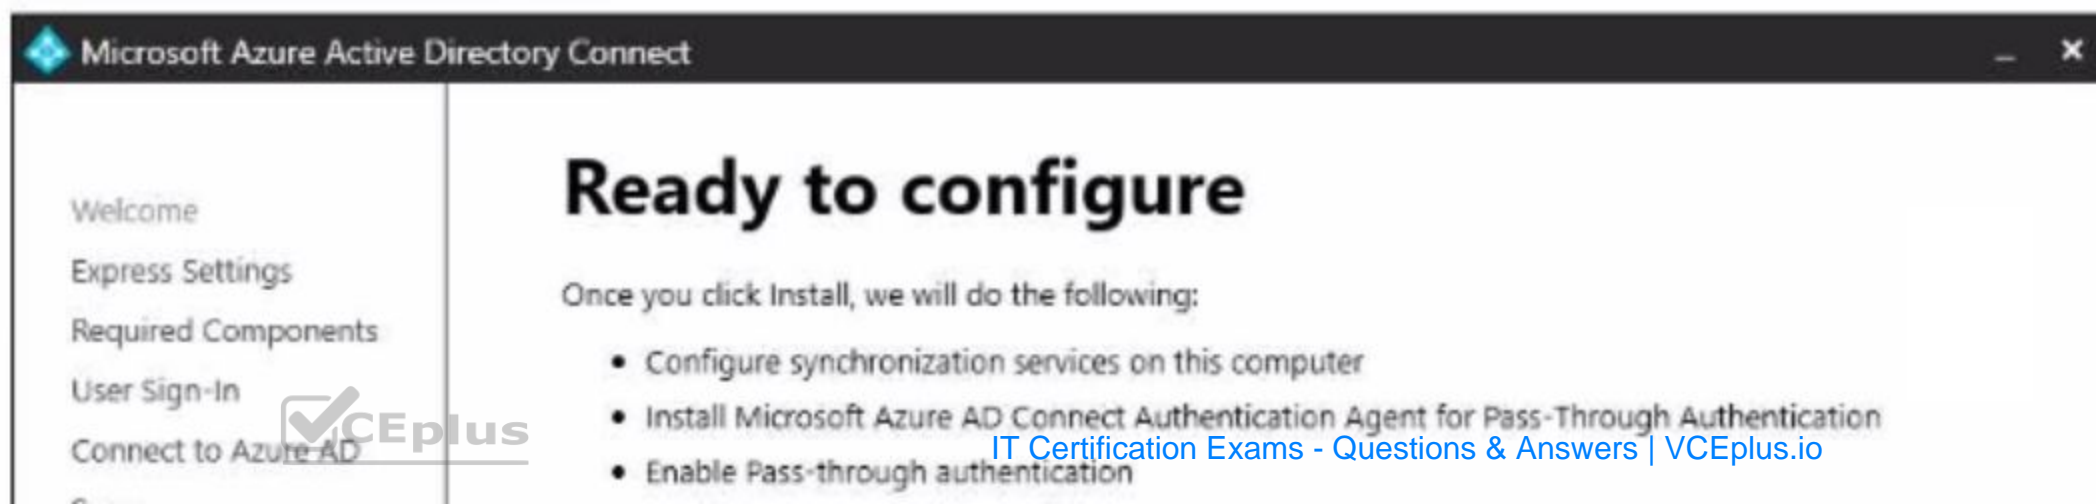 Microsoft Azure Active Directory Connect
Welcome
Express Settings
Required Components
User Sign-In
Connect to Azure AD
Ready to configure
Once you click Install, we will do the following:
• Configure synchronization services on this computer
• Install Microsoft Azure AD Connect Authentication Agent for Pass-Through Authentication
• Enable Pass-through authentication
CEplus
IT Certification Exams - Questions & Answers | VCEplus.io